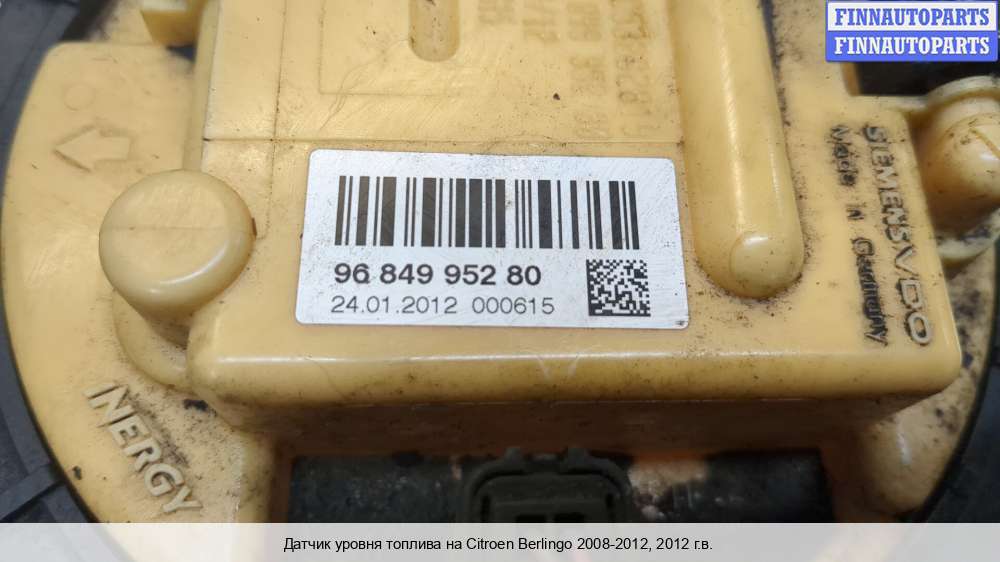 FINNAUTOPARTS
FINNAUTOPARTS
SIEMENS VDO
Made in Germany
96 849 952 80
24.01.2012 000615
INERGY
Датчик уровня топлива на Citroen Berlingo 2008-2012, 2012 г.в.